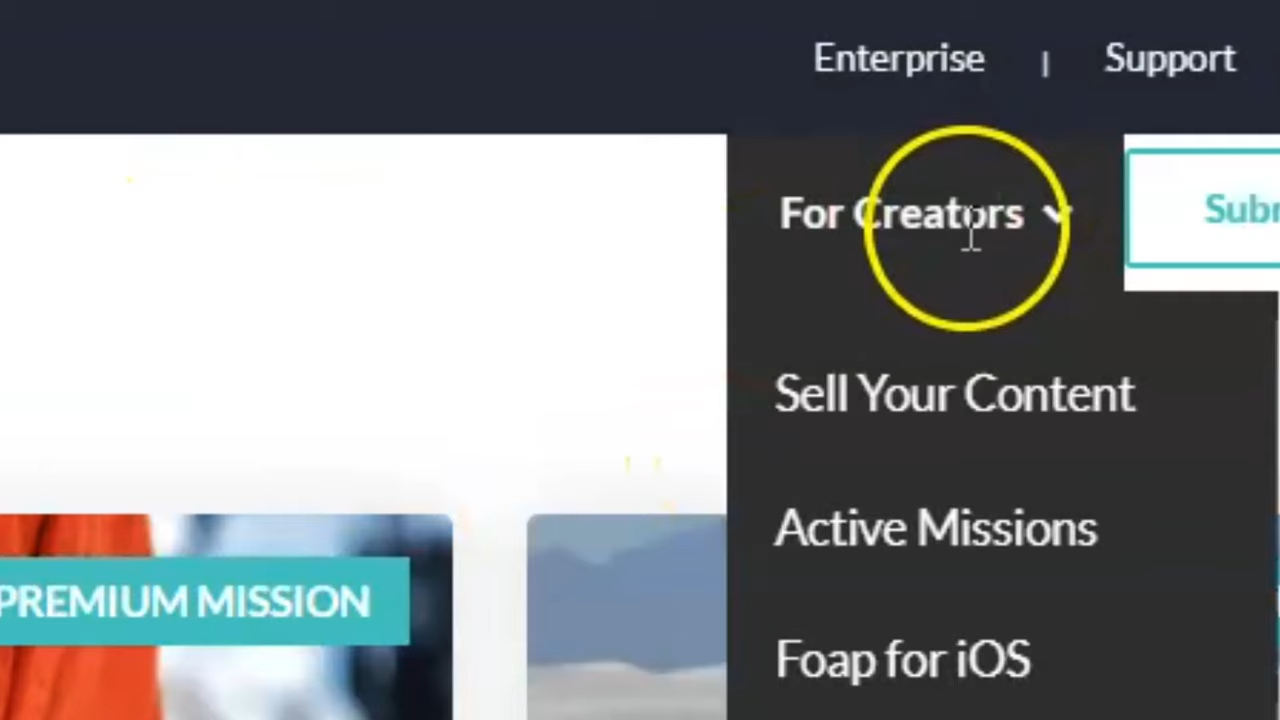 Enterprise | Support
For Creators
Sell Your Content
Active Missions
PREMIUM MISSION
Foap for iOS